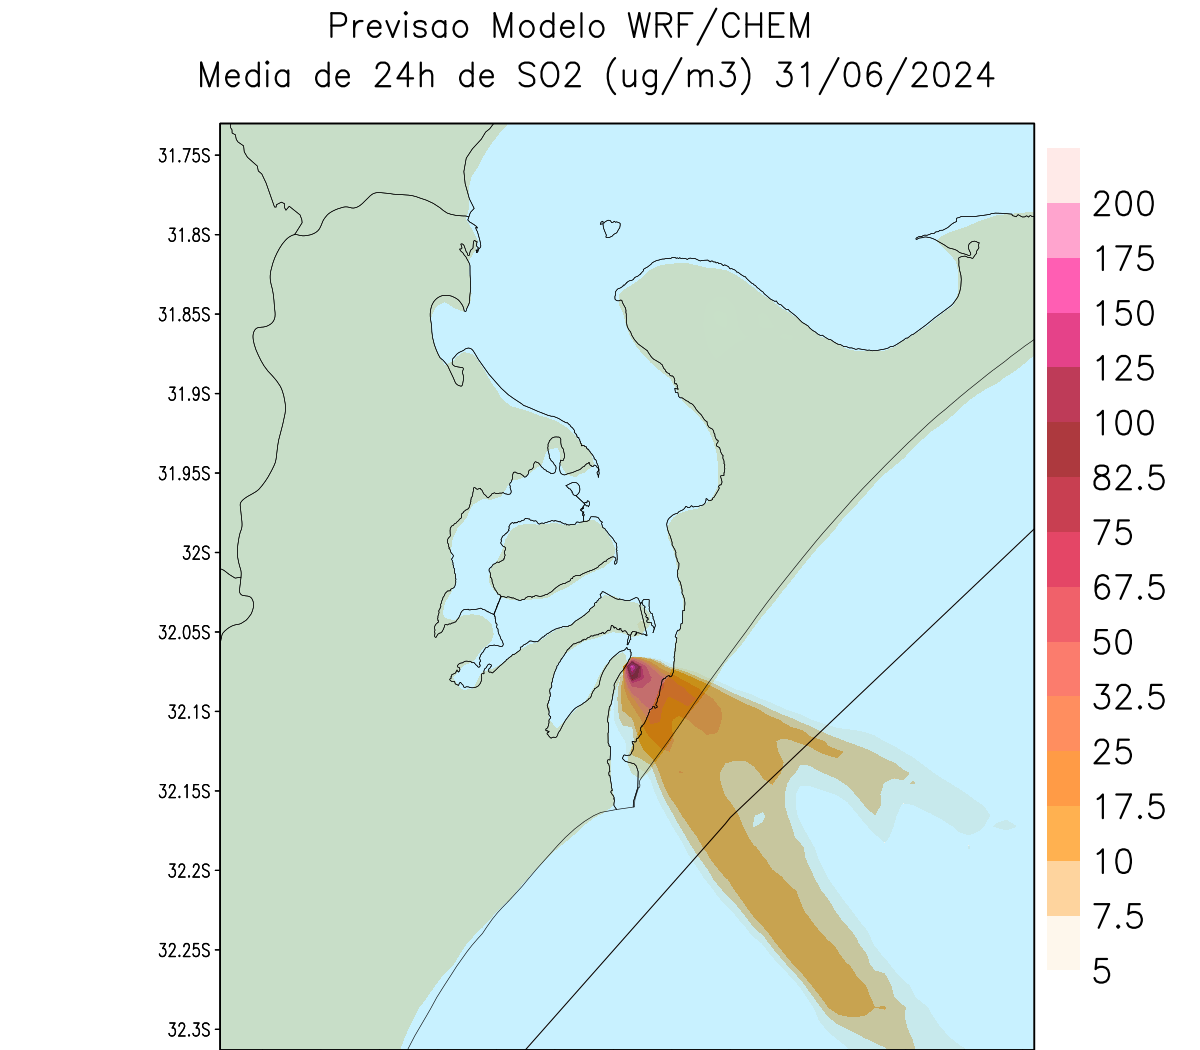 Previsao Modelo WRF/CHEM
Media de 24h de SO2 (ug/m3) 31/06/2024
31.75S
31.8S
31.85S
31.9S
31.95S
32S
32.05S
32.1S
32.15S
32.2S
32.25S
32.3S
200
175
150
125
100
82.5
75
67.5
50
32.5
25
17.5
10
7.5
5